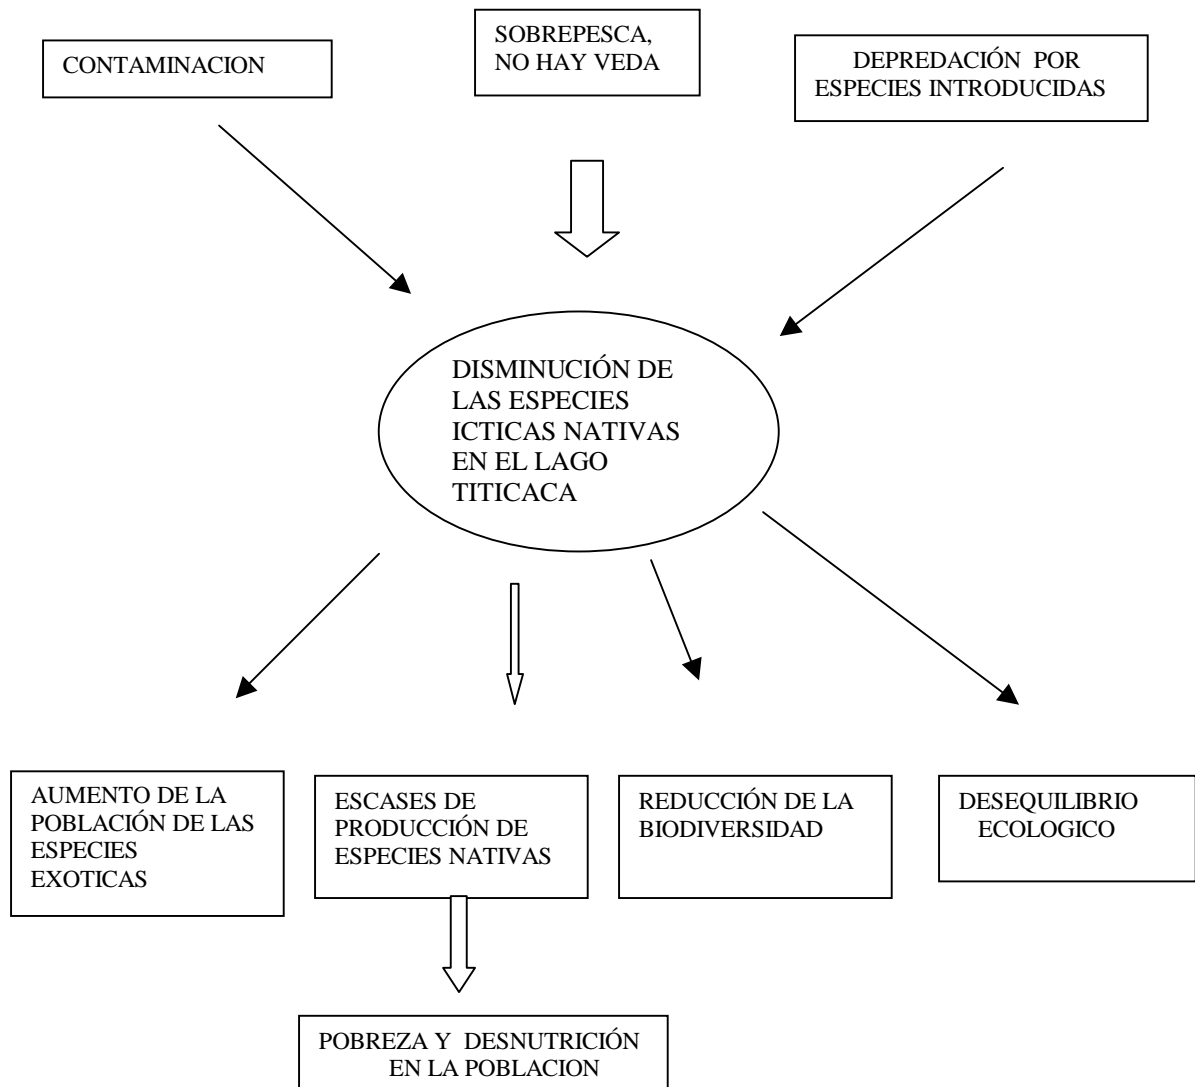 CONTAMINACION
SOBREPESCA,
NO HAY VEDA
DEPREDACIÓN POR
ESPECIES INTRODUCIDAS
DISMINUCIÓN DE
LAS ESPECIES
ICTICAS NATIVAS
EN EL LAGO
TITICACA
AUMENTO DE LA
POBLACIÓN DE LAS
ESPECIES
EXOTICAS
ESCASES DE
PRODUCCIÓN DE
ESPECIES NATIVAS
REDUCCIÓN DE LA
BIODIVERSIDAD
DESEQUILIBRIO
ECOLOGICO
POBREZA Y DESNUTRICIÓN
EN LA POBLACION